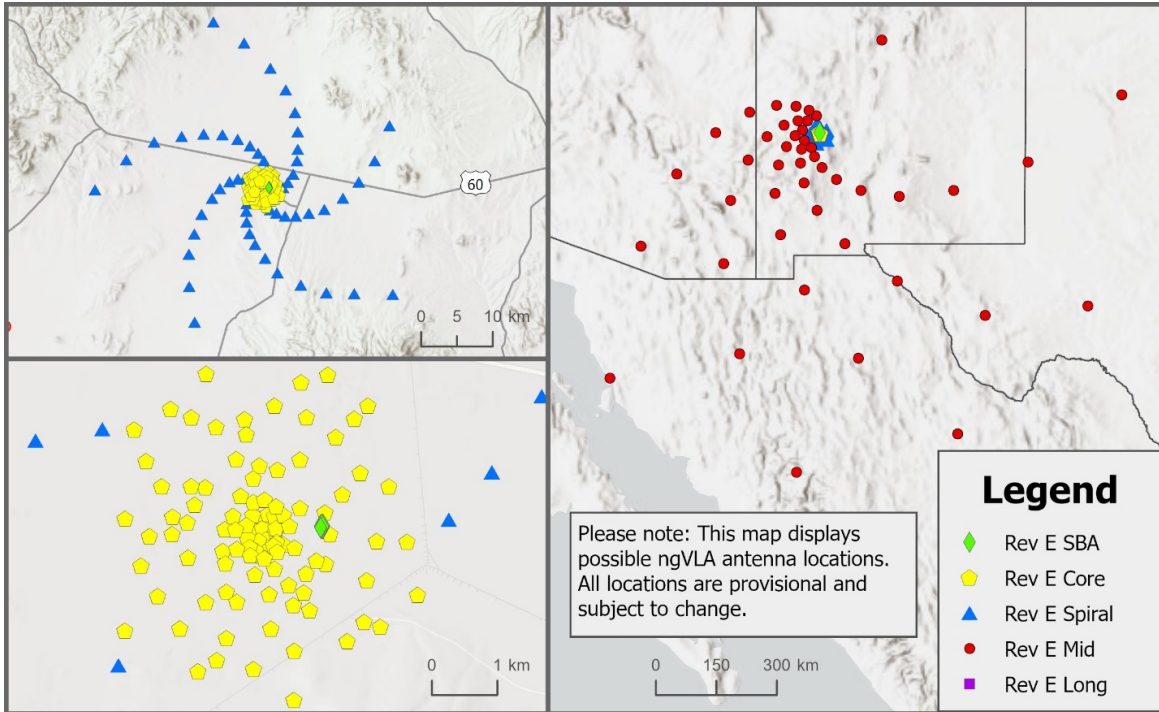 60
0 5 10 km
0 1 km
Please note: This map displays
possible ngVLA antenna locations.
All locations are provisional and
subject to change.
0 150 300 km
Legend
Rev E SBA
Rev E Core
Rev E Spiral
Rev E Mid
Rev E Long